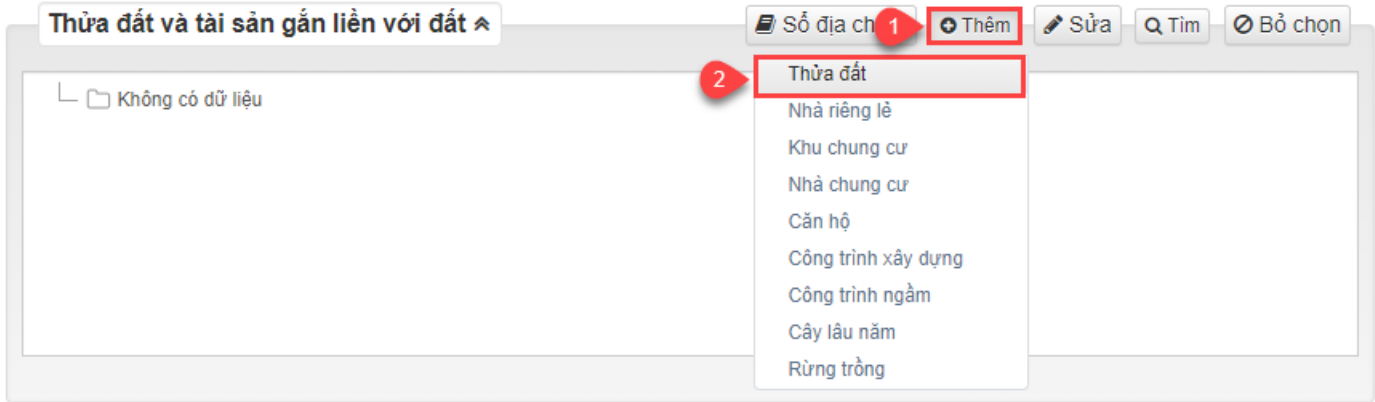 Thửa đất và tài sản gắn liền với đất
Sổ địa ch
1
Thêm
Sửa
Tìm
Bỏ chọn
Không có dữ liệu
2
Thửa đất
Nhà riêng lẻ
Khu chung cư
Nhà chung cư
Căn hộ
Công trình xây dựng
Công trình ngầm
Cây lâu năm
Rừng trồng